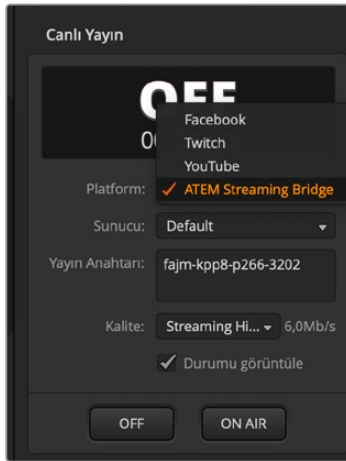 Canlı Yayın
OFF
Facebook
Twitch
YouTube
Platform: ✓ ATEM Streaming Bridge
Sunucu: Default
Yayın Anahtarı: fajm-kpp8-p266-3202
Kalite: Streaming Hi... 6,0Mb/s
Durumu görüntüle
OFF ON AIR